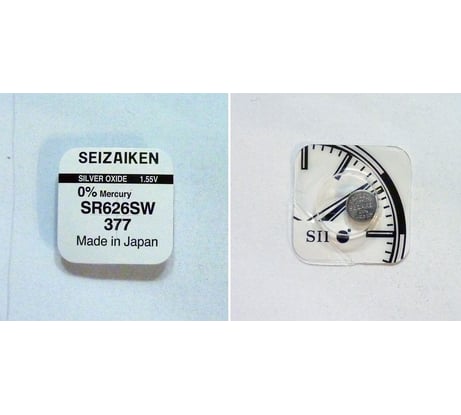 SEIZAIKEN
SILVER OXIDE 1.55V
0% Mercury
SR626SW
377
Made in Japan
SII